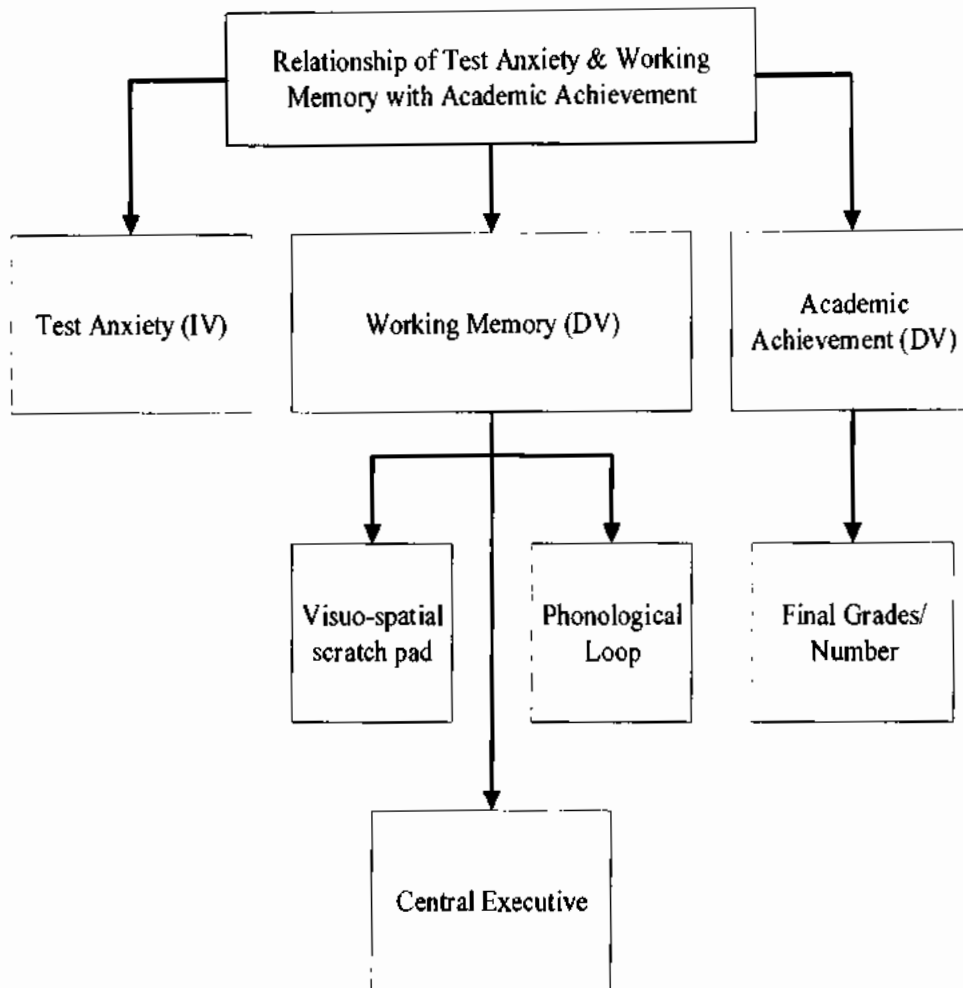 Relationship of Test Anxiety & Working
Memory with Academic Achievement
Test Anxiety (IV)
Working Memory (DV)
Academic
Achievement (DV)
Visuo-spatial
scratch pad
Phonological
Loop
Final Grades/
Number
Central Executive